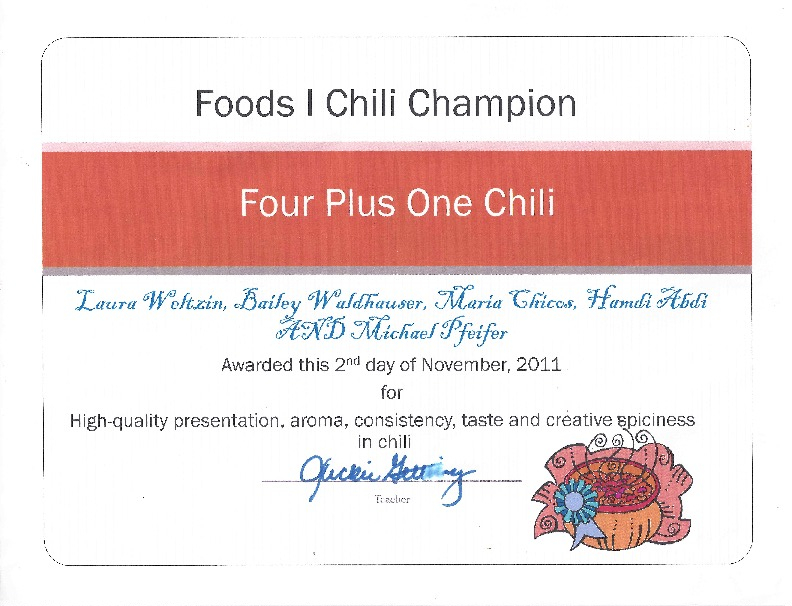 Foods I Chili Champion
Four Plus One Chili
Laura Woltzin, Bailey Waldhauser, Maria Chicos, Hamdi Abdi
AND Michael Pfeifer
Awarded this 2nd day of November, 2011
for
High-quality presentation, aroma, consistency, taste and creative spiciness
in chili
Teacher